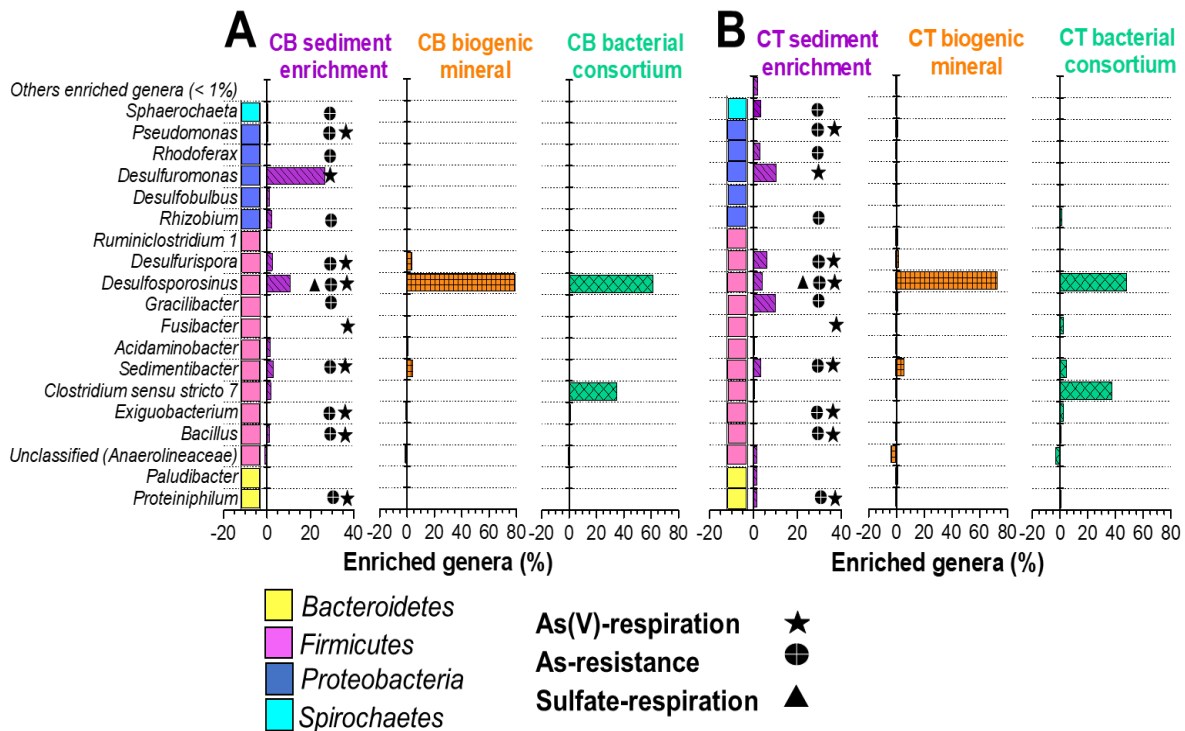 A
CB sediment
enrichment
CB biogenic
mineral
CB bacterial
consortium
B
CT sediment
enrichment
CT biogenic
mineral
CT bacterial
consortium
Others enriched genera (< 1%)
Sphaerochaeta
Pseudomonas
Rhodoferax
Desulfuromonas
Desulfobulbus
Rhizobium
Ruminiclostridium 1
Desulfurispora
Desulfosporosinus
Gracilibacter
Fusibacter
Acidaminobacter
Sedimentibacter
Clostridium sensu stricto 7
Exiguobacterium
Bacillus
Unclassified (Anaerolineaceae)
Paludibacter
Proteiniphilum
-20 0 20 40
-20 0 20 40 60 80
-20 0 20 40 60 80
-20 0 20 40
-20 0 20 40 60 80
-20 0 20 40 60 80
Enriched genera (%)
Enriched genera (%)
Bacteroidetes
Firmicutes
Proteobacteria
Spirochaetes
As(V)-respiration
As-resistance
Sulfate-respiration